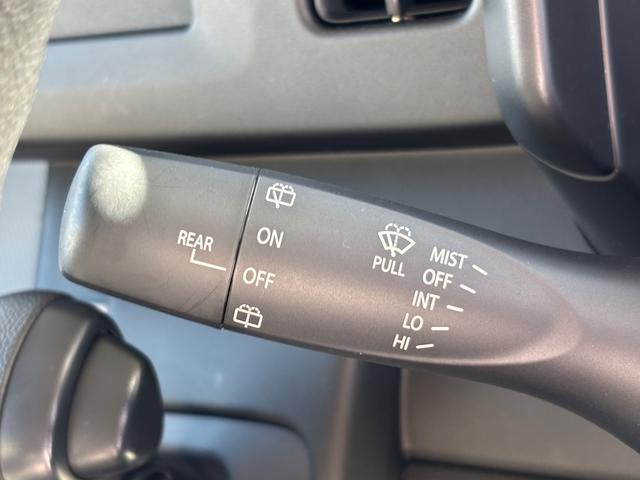 REAR
ON
OFF
PULL
MIST
OFF
INT
LO
HI